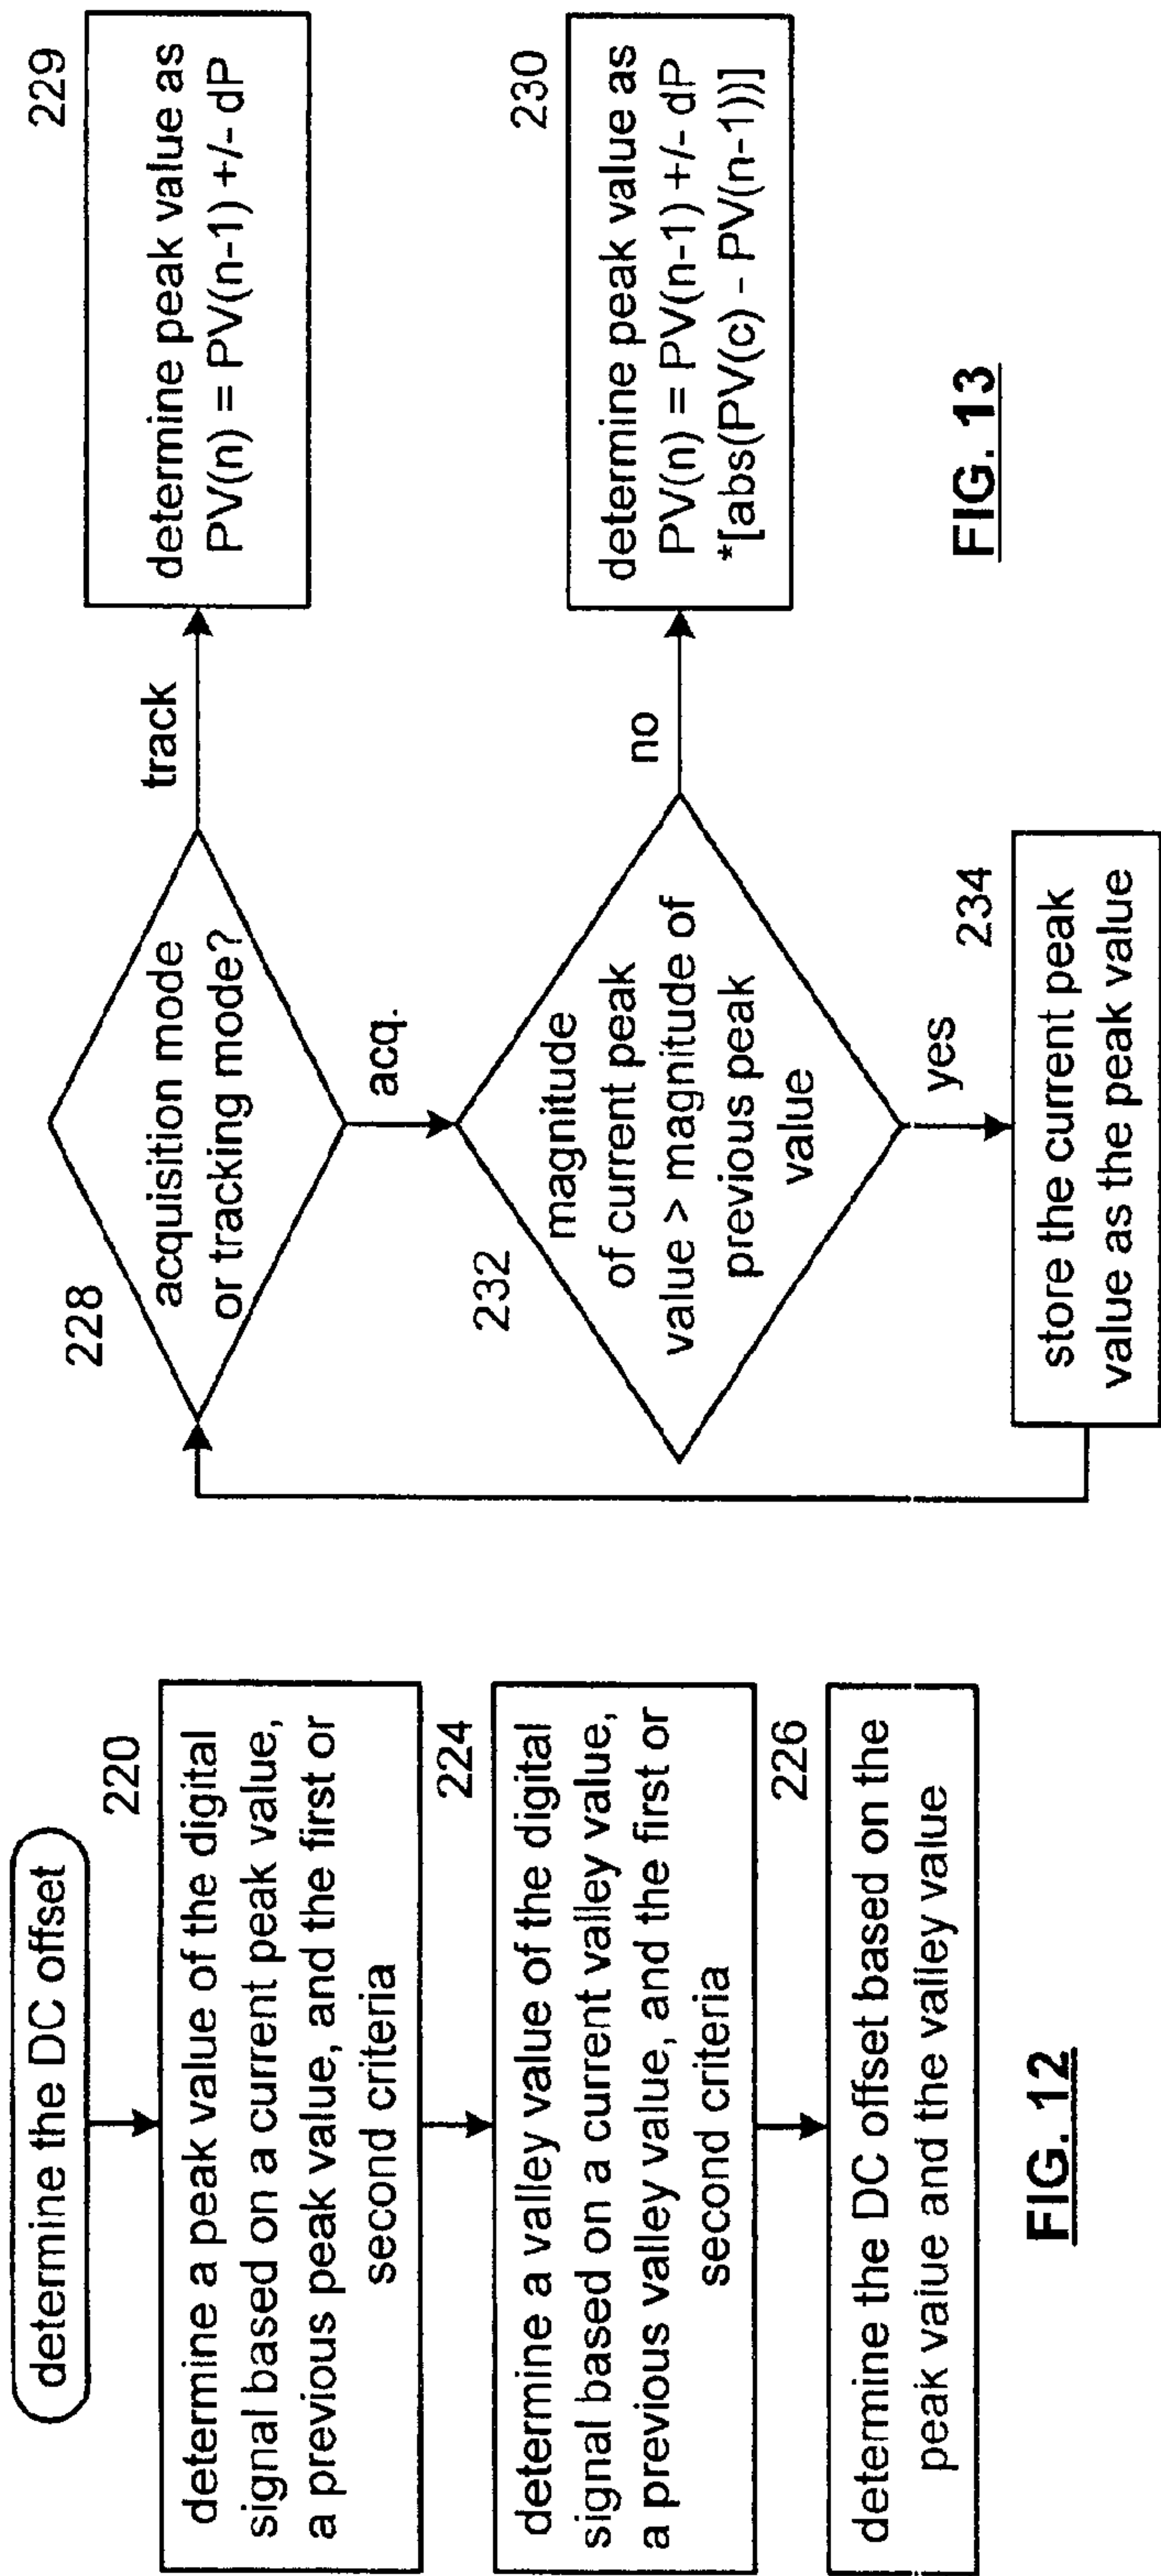 determine the DC offset
220
determine a peak value of the digital
signal based on a current peak value,
a previous peak value, and the first or
second criteria
224
determine a valley value of the digital
signal based on a current valley value,
a previous valley value, and the first or
second criteria
226
determine the DC offset based on the
peak value and the valley value
FIG. 12
228
acquisition mode
or tracking mode?
track
229
determine peak value as
PV(n) = PV(n-1) +/- dP
acq.
232
magnitude
of current peak
value > magnitude of
previous peak
value
no
230
determine peak value as
PV(n) = PV(n-1) +/- dP
*[abs(PV(c) - PV(n-1))]
yes
234
store the current peak
value as the peak value
FIG. 13